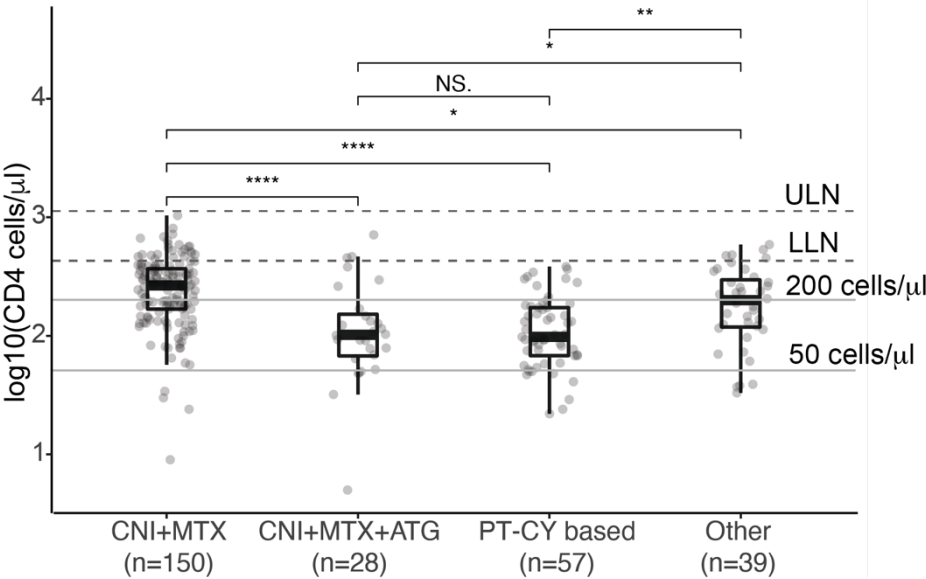 **
*
NS.
*
****
****
4
3
2
1
log10(CD4 cells/μl)
ULN
LLN
200 cells/μl
50 cells/μl
CNI+MTX
(n=150)
CNI+MTX+ATG
(n=28)
PT-CY based
(n=57)
Other
(n=39)